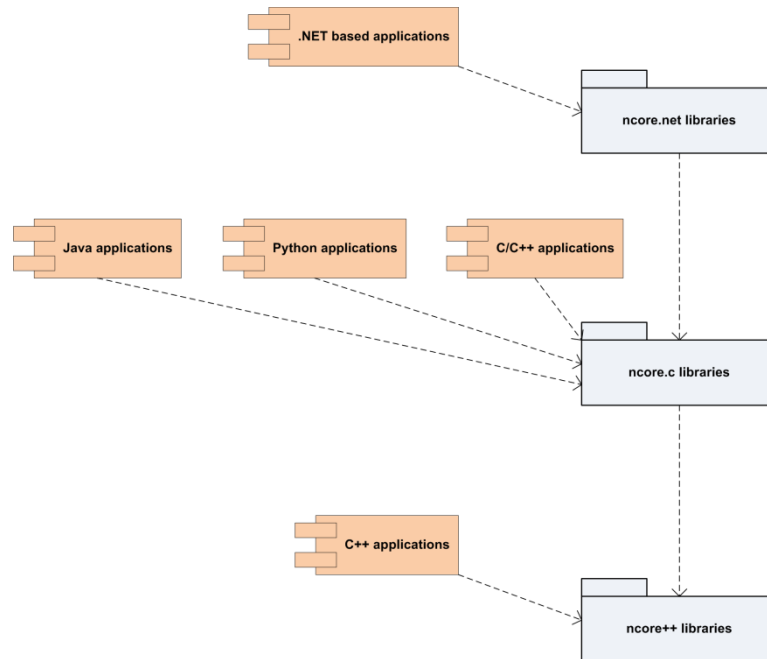 .NET based applications
ncore.net libraries
Java applications
Python applications
C/C++ applications
ncore.c libraries
C++ applications
ncore++ libraries